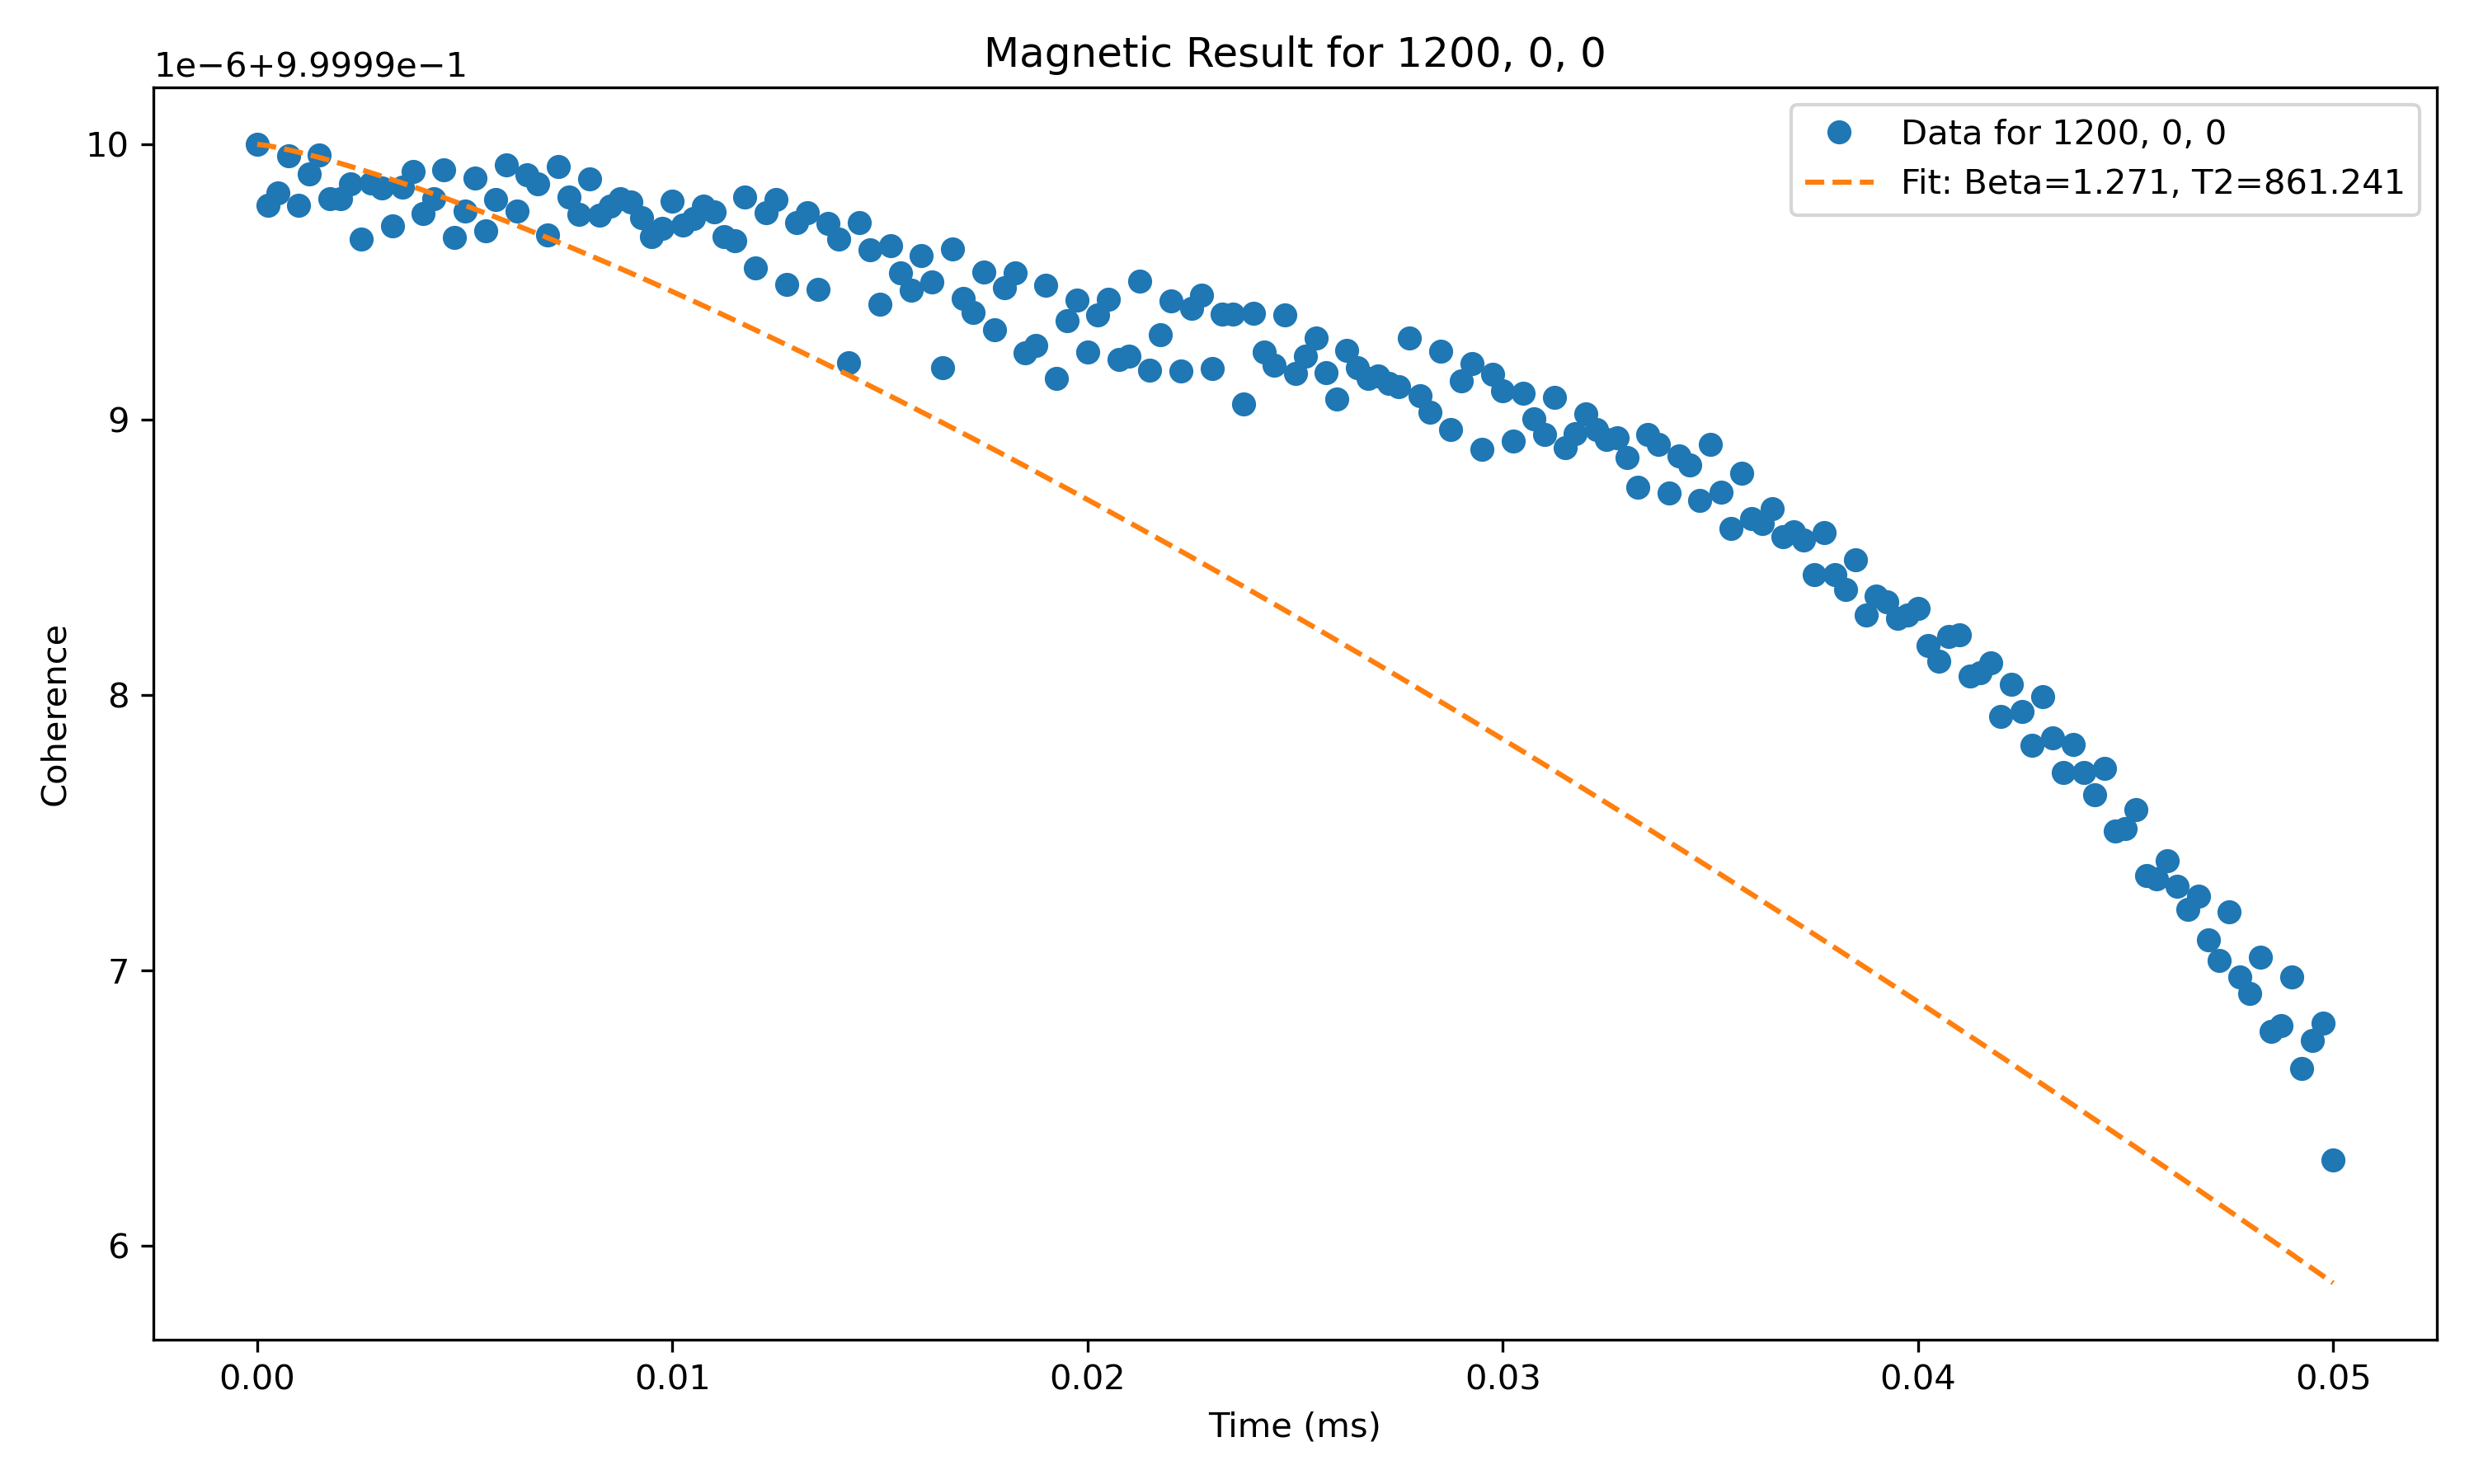 Magnetic Result for 1200, 0, 0
1e−6+9.9999e−1
Data for 1200, 0, 0
Fit: Beta=1.271, T2=861.241
10
9
8
7
6
Coherence
0.00 0.01 0.02 0.03 0.04 0.05
Time (ms)